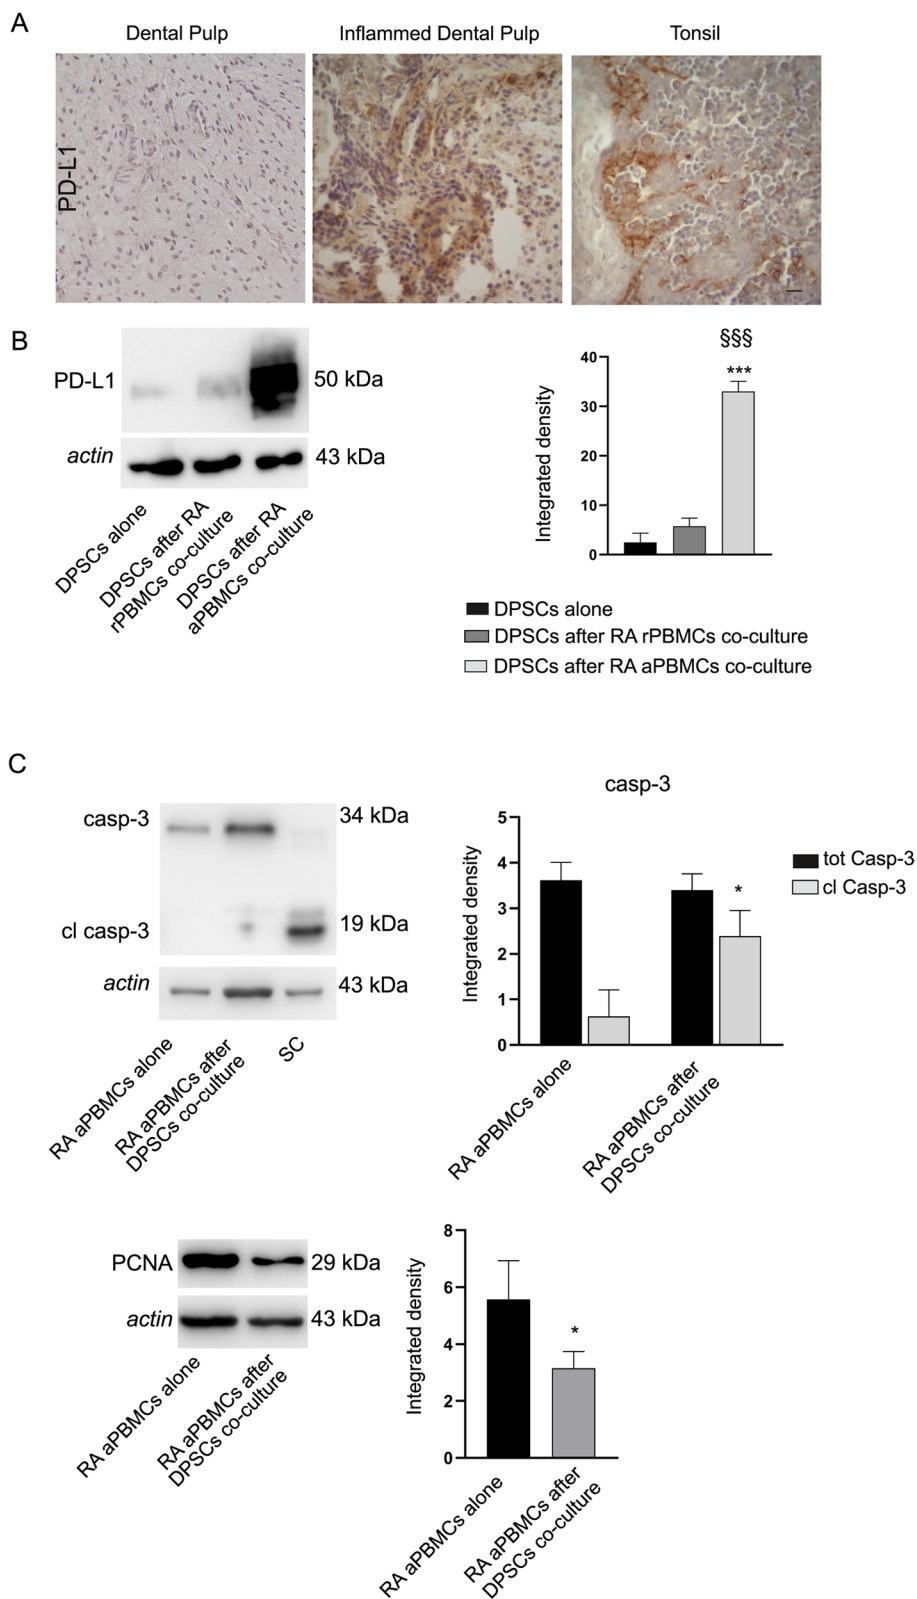 A
Dental Pulp
Inflammed Dental Pulp
Tonsil
PD-L1
B
PD-L1
50 kDa
actin
43 kDa
DPSCs alone
DPSCs after RA
rPBMCs co-culture
DPSCs after RA
aPBMCs co-culture
§§§
***
Integrated density
40
30
20
10
0
DPSCs alone
DPSCs after RA rPBMCs co-culture
DPSCs after RA aPBMCs co-culture
C
casp-3
34 kDa
cl casp-3
19 kDa
actin
43 kDa
RA aPBMCs alone
RA aPBMCs after
DPSCs co-culture
SC
casp-3
Integrated density
5
4
3
2
1
0
*
tot Casp-3
cl Casp-3
RA aPBMCs alone
RA aPBMCs after
DPSCs co-culture
PCNA
29 kDa
actin
43 kDa
RA aPBMCs alone
RA aPBMCs after
DPSCs co-culture
Integrated density
8
6
4
2
0
*
RA aPBMCs alone
RA aPBMCs after
DPSCs co-culture